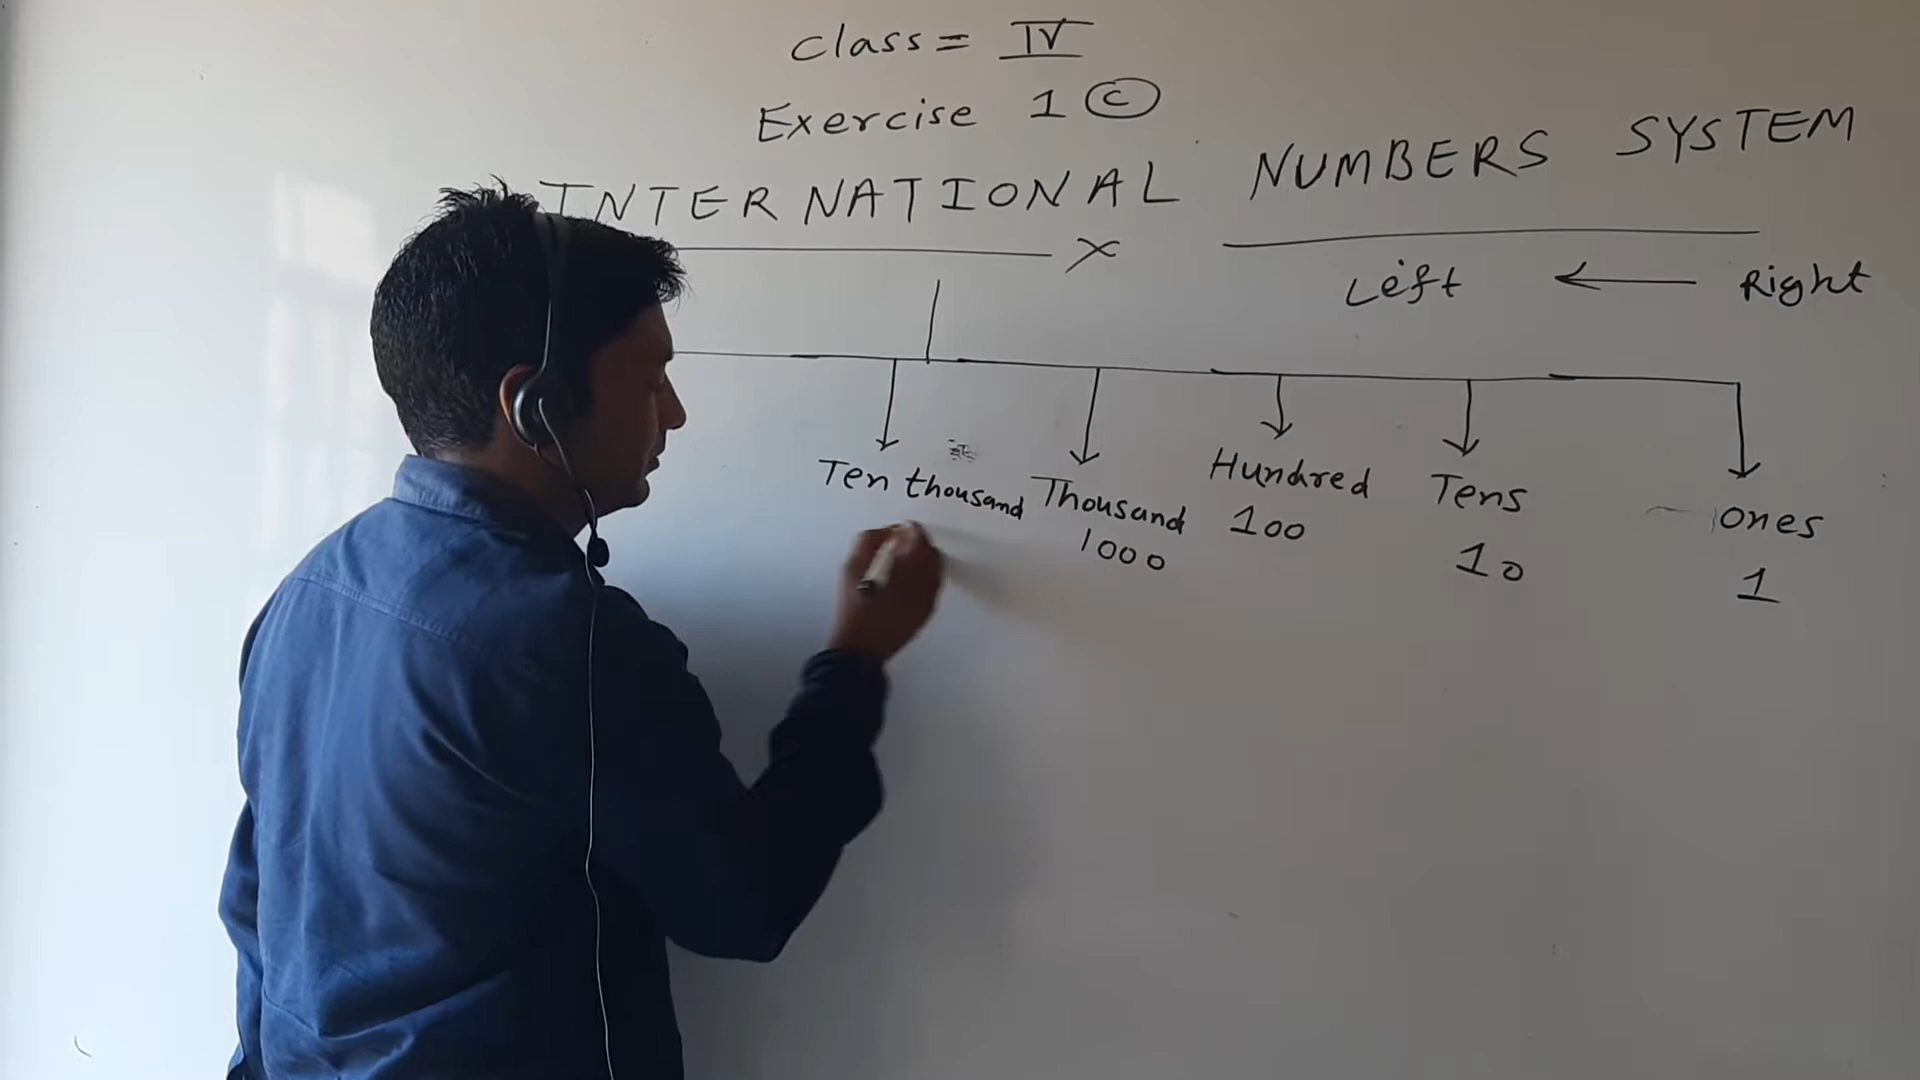 Class = IV
Exercise 1 C
INTERNATIONAL NUMBERS SYSTEM
Left ← Right
Ten thousand Thousand Hundred Tens Ones
1000 100 10 1